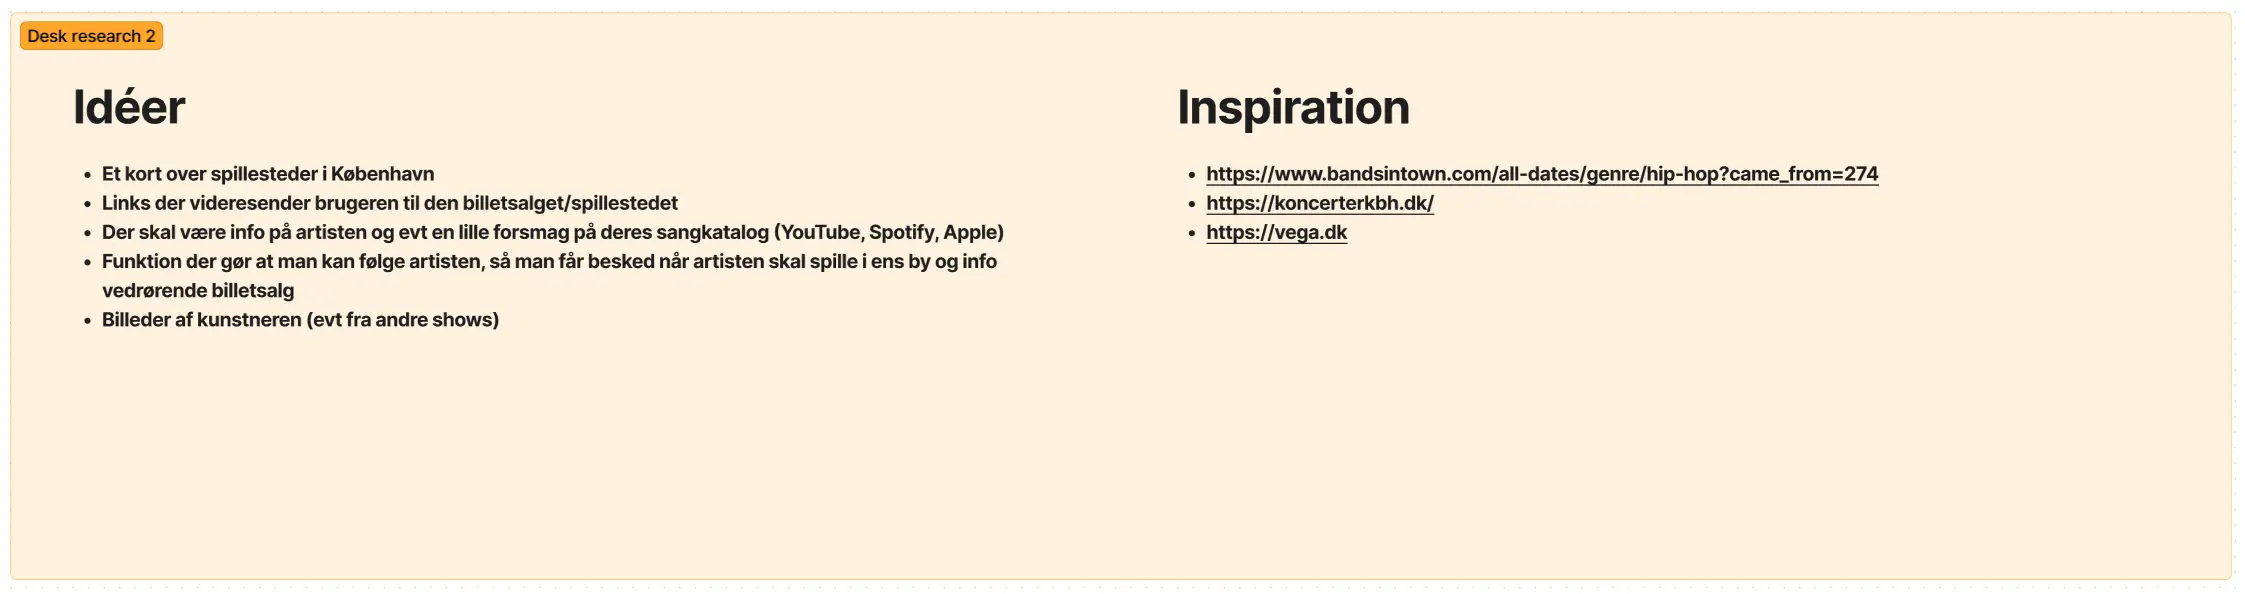 Desk research 2
Idéer
• Et kort over spillesteder i København
• Links der videresender brugeren til den billetsalget/spillestedet
• Der skal være info på artisten og evt en lille forsmag på deres sangkatalog (YouTube, Spotify, Apple)
• Funktion der gør at man kan følge artisten, så man får besked når artisten skal spille i ens by og info
vedrørende billetsalg
• Billeder af kunstneren (evt fra andre shows)
Inspiration
• https://www.bandsintown.com/all-dates/genre/hip-hop?came_from=274
• https://koncerterkbh.dk/
• https://vega.dk